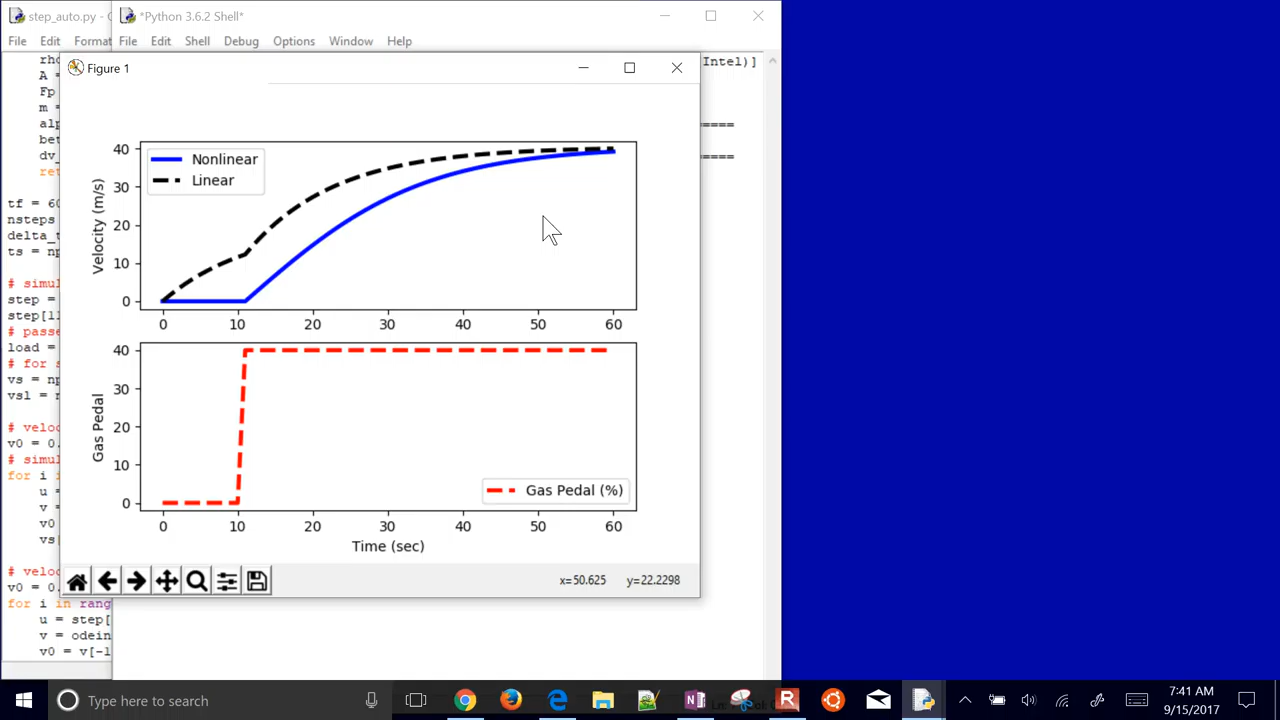 step_auto.py -
*Python 3.6.2 Shell*
File Edit Format
File Edit Shell Debug Options Window Help
rho
Intel)]
A =
Fp
m =
alp
=====
bet
dv_
=====
ret
Figure 1
Nonlinear
Linear
Velocity (m/s)
40
30
20
10
0
0 10 20 30 40 50 60
Gas Pedal
40
30
20
10
0
Gas Pedal (%)
0 10 20 30 40 50 60
Time (sec)
x=50.625 y=22.2298
tf = 60
nsteps
delta_t
ts = np
# simul
step =
step[11
# passe
load =
# for s
vs = np
vsl = n
# veloc
v0 = 0.
# simul
for i i
u =
v =
v0
vs[
# veloc
v0 = 0.
for i in rang
u = step[
v = odein
v0 = v[-1
Type here to search
7:41 AM
9/15/2017